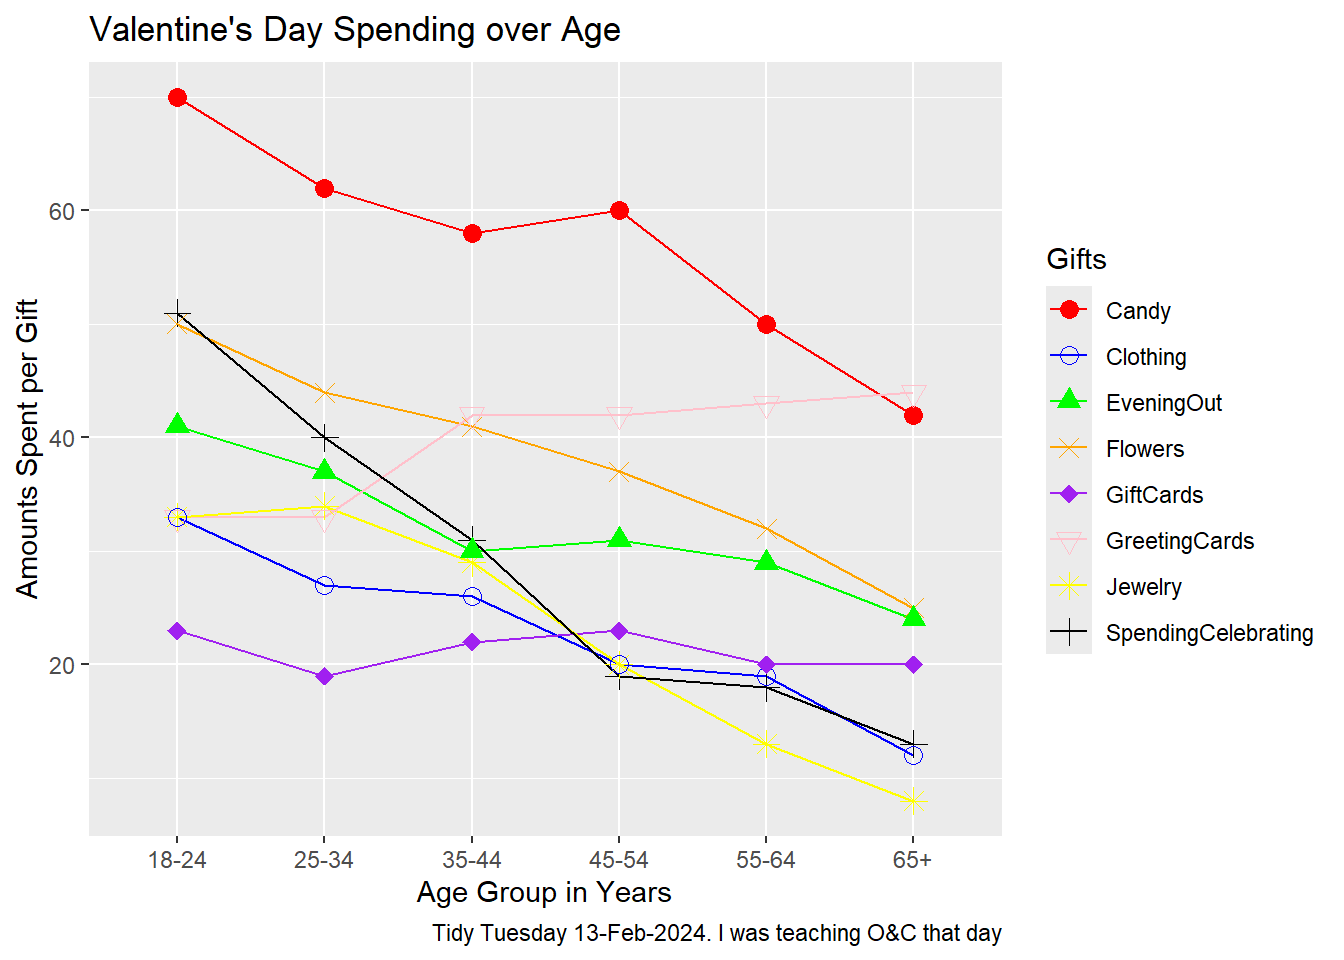 Valentine's Day Spending over Age
Amounts Spent per Gift
60
40
20
18-24
25-34
35-44
45-54
55-64
65+
Age Group in Years
Tidy Tuesday 13-Feb-2024. I was teaching O&C that day
Gifts
Candy
Clothing
EveningOut
Flowers
GiftCards
GreetingCards
Jewelry
SpendingCelebrating